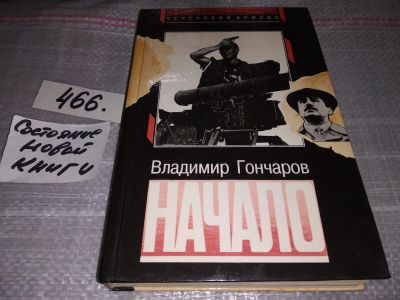 ЧЕЧЕНСКИЙ КРИЗИС
466.
Состояние
новой
книги
Владимир Гончаров
НАЧАЛО